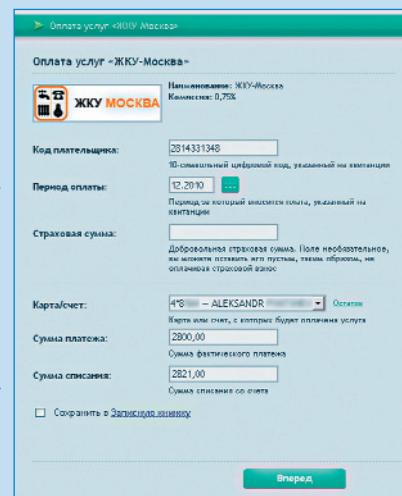 Оплата услуг «ЖКУ Москва»
Оплата услуг «ЖКУ-Москва»
ЖКУ МОСКВА
Наименование: ЖКУ-Москва
Комиссия: 0,75%
Код плательщика:
2814331348
10-символьный цифровой код, указанный на квитанции
Период оплаты:
12.2010
...
Период за который вносится плата, указанный на
квитанции
Страховая сумма:
Добровольная страховая сумма. Поле необязательное,
вы можете оставить его пустым, таким образом, не
оплачивая страховой взнос
Карта/счет:
4*8 — ALEKSANDR
Остаток
Карта или счет, с которых будет оплачена услуга
Сумма платежа:
2800,00
Сумма фактического платежа
Сумма списания:
2821,00
Сумма списания со счета
Сохранить в Записную книжку
Вперед